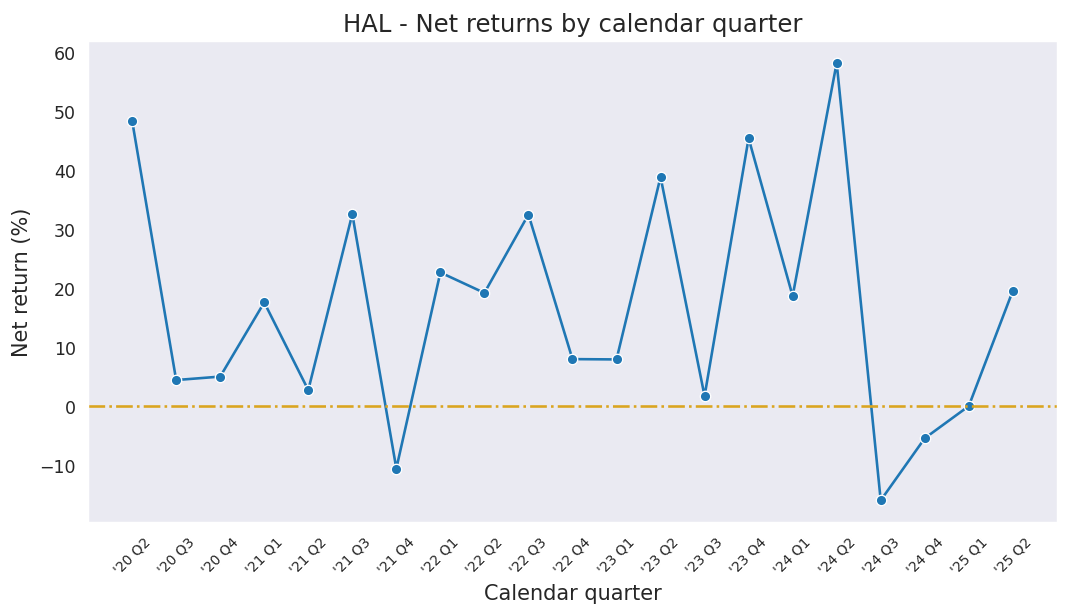 HAL - Net returns by calendar quarter
Net return (%)
60
50
40
30
20
10
0
−10
'20 Q2
'20 Q3
'20 Q4
'21 Q1
'21 Q2
'21 Q3
'21 Q4
'22 Q1
'22 Q2
'22 Q3
'22 Q4
'23 Q1
'23 Q2
'23 Q3
'23 Q4
'24 Q1
'24 Q2
'24 Q3
'24 Q4
'25 Q1
'25 Q2
Calendar quarter